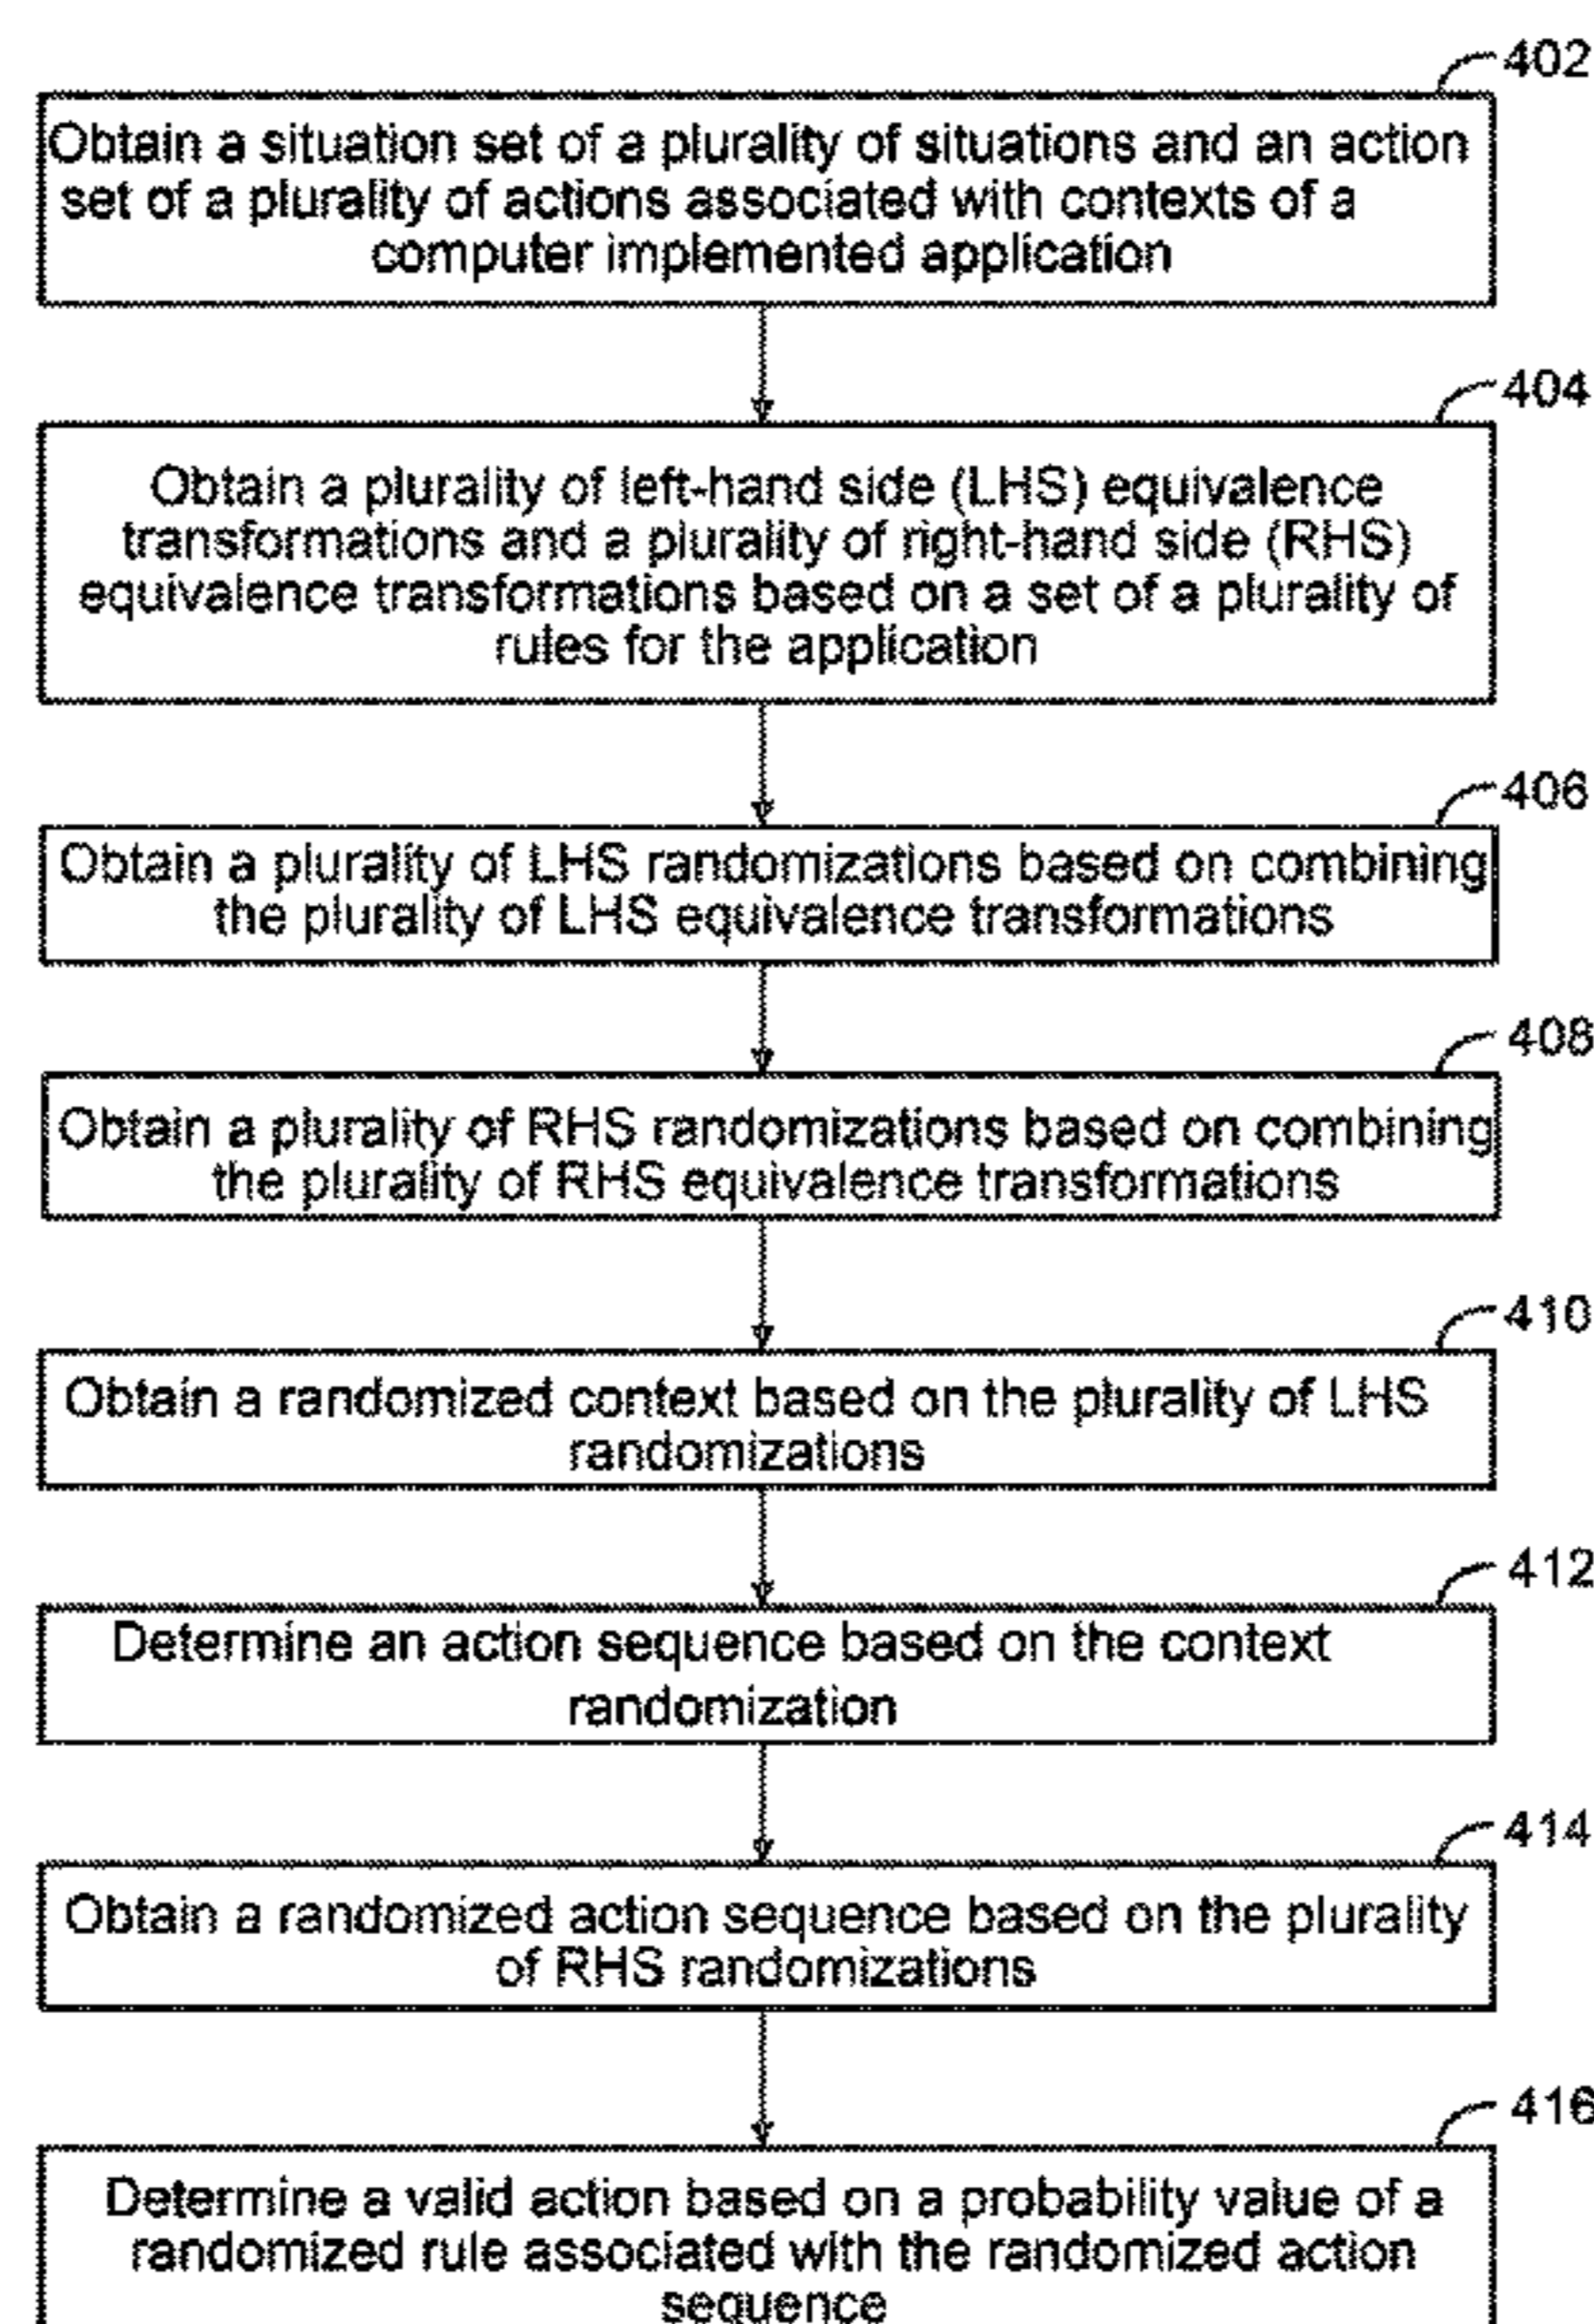 402
Obtain a situation set of a plurality of situations and an action
set of a plurality of actions associated with contexts of a
computer implemented application
404
Obtain a plurality of left-hand side (LHS) equivalence
transformations and a plurality of right-hand side (RHS)
equivalence transformations based on a set of a plurality of
rules for the application
406
Obtain a plurality of LHS randomizations based on combining
the plurality of LHS equivalence transformations
408
Obtain a plurality of RHS randomizations based on combining
the plurality of RHS equivalence transformations
410
Obtain a randomized context based on the plurality of LHS
randomizations
412
Determine an action sequence based on the context
randomization
414
Obtain a randomized action sequence based on the plurality
of RHS randomizations
416
Determine a valid action based on a probability value of a
randomized rule associated with the randomized action
sequence